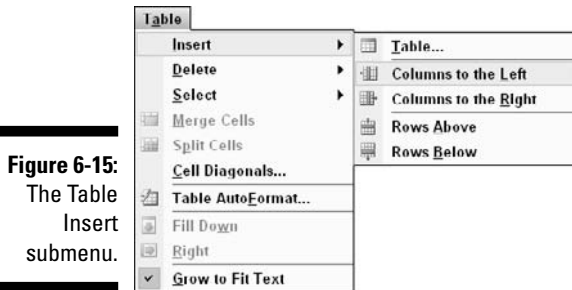 Table
Insert
Delete
Select
Merge Cells
Split Cells
Cell Diagonals...
Table AutoFormat...
Fill Down
Right
Grow to Fit Text
Table...
Columns to the Left
Columns to the RIght
Rows Above
Rows Below
Figure 6-15:
The Table
Insert
submenu.